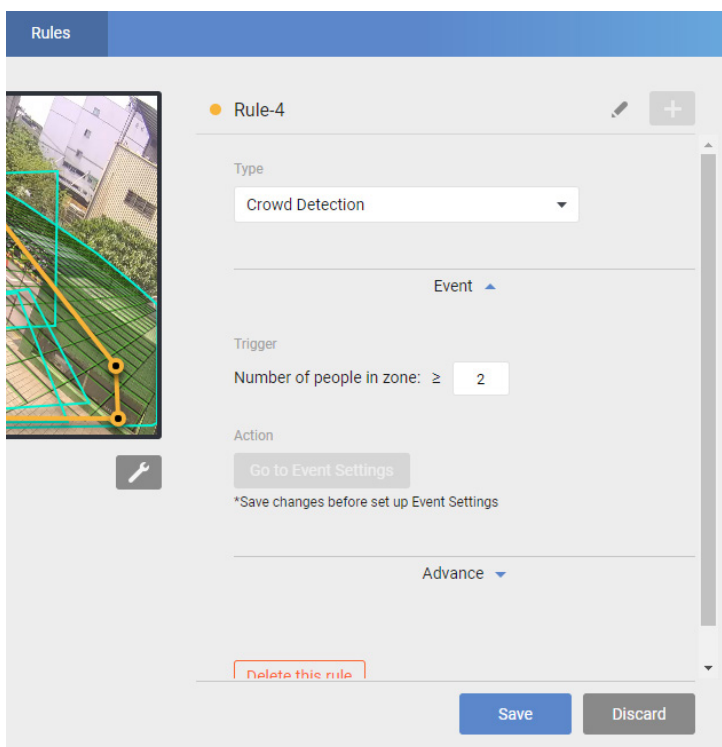 Rules
Rule-4
Type
Crowd Detection
Event
Trigger
Number of people in zone: ≥ 2
Action
Go to Event Settings
*Save changes before set up Event Settings
Advance
Delete this rule
Save Discard